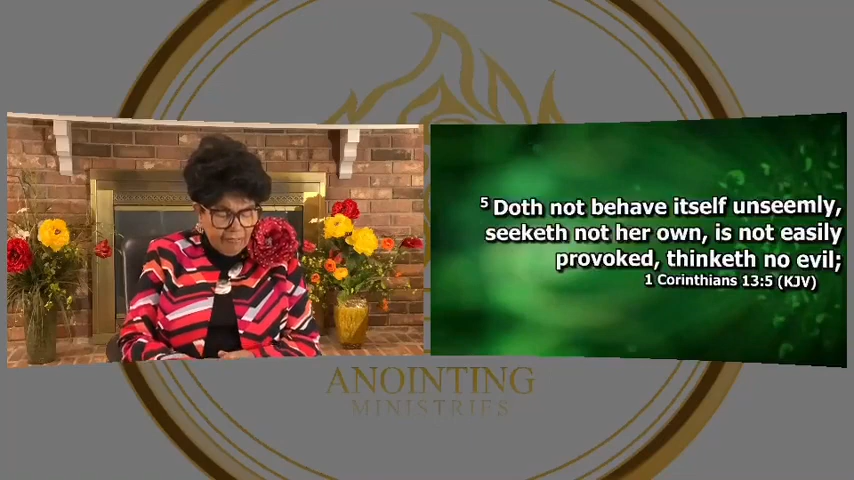 ⁵ Doth not behave itself unseemly,
seeketh not her own, is not easily
provoked, thinketh no evil;
1 Corinthians 13:5 (KJV)
ANOINTING
MINISTRIES